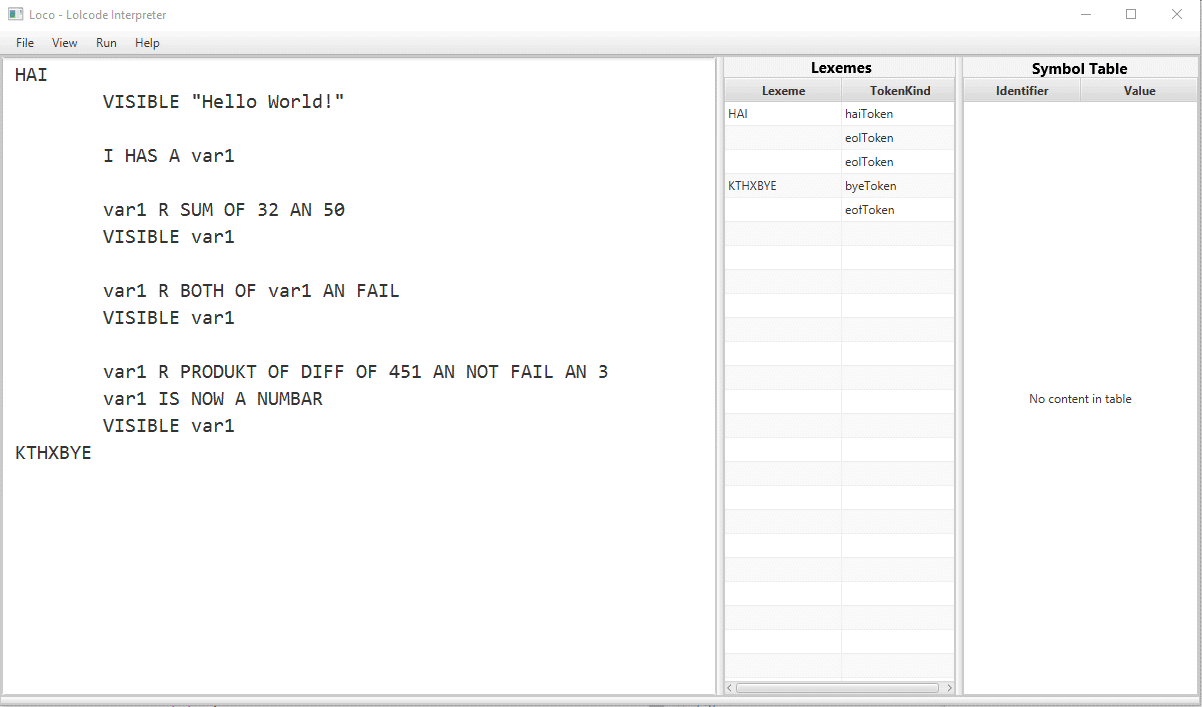 Loco - Lolcode Interpreter
File View Run Help
HAI
VISIBLE "Hello World!"
I HAS A var1
var1 R SUM OF 32 AN 50
VISIBLE var1
var1 R BOTH OF var1 AN FAIL
VISIBLE var1
var1 R PRODUKT OF DIFF OF 451 AN NOT FAIL AN 3
var1 IS NOW A NUMBAR
VISIBLE var1
KTHXBYE
Lexemes
Lexeme TokenKind
HAI haiToken
eolToken
eolToken
KTHXBYE byeToken
eofToken
Symbol Table
Identifier Value
No content in table